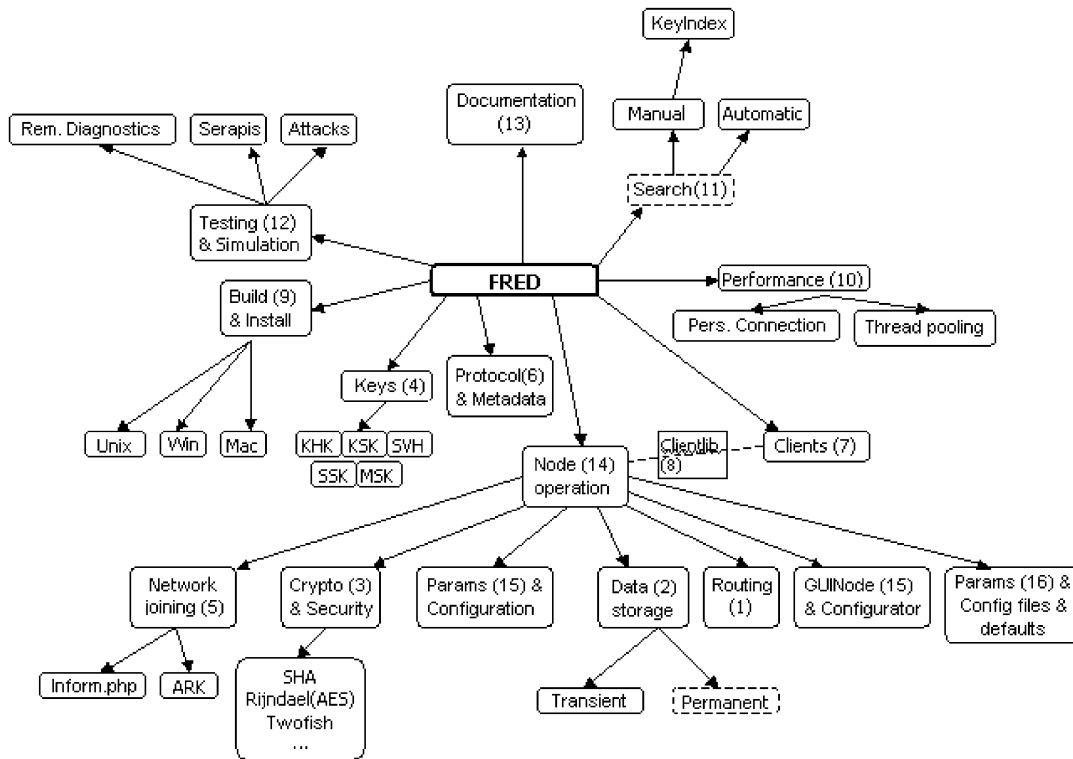 KeyIndex
Documentation
(13)
Manual
Automatic
Rem. Diagnostics
Serapis
Attacks
Search(11)
Testing (12)
& Simulation
FRED
Performance (10)
Build (9)
& Install
Pers. Connection
Thread pooling
Keys (4)
Protocol(6)
& Metadata
Unix
Win
Mac
KHK
KSK
SVH
SSK
MSK
Clientlib
(8)
Clients (7)
Node (14)
operation
Network
joining (5)
Crypto (3)
& Security
Params (15) &
Configuration
Data (2)
storage
Routing
(1)
GUINode (15)
& Configurator
Params (16) &
Config files &
defaults
Inform.php
ARK
SHA
Rijndael(AES)
Twofish
...
Transient
Permanent